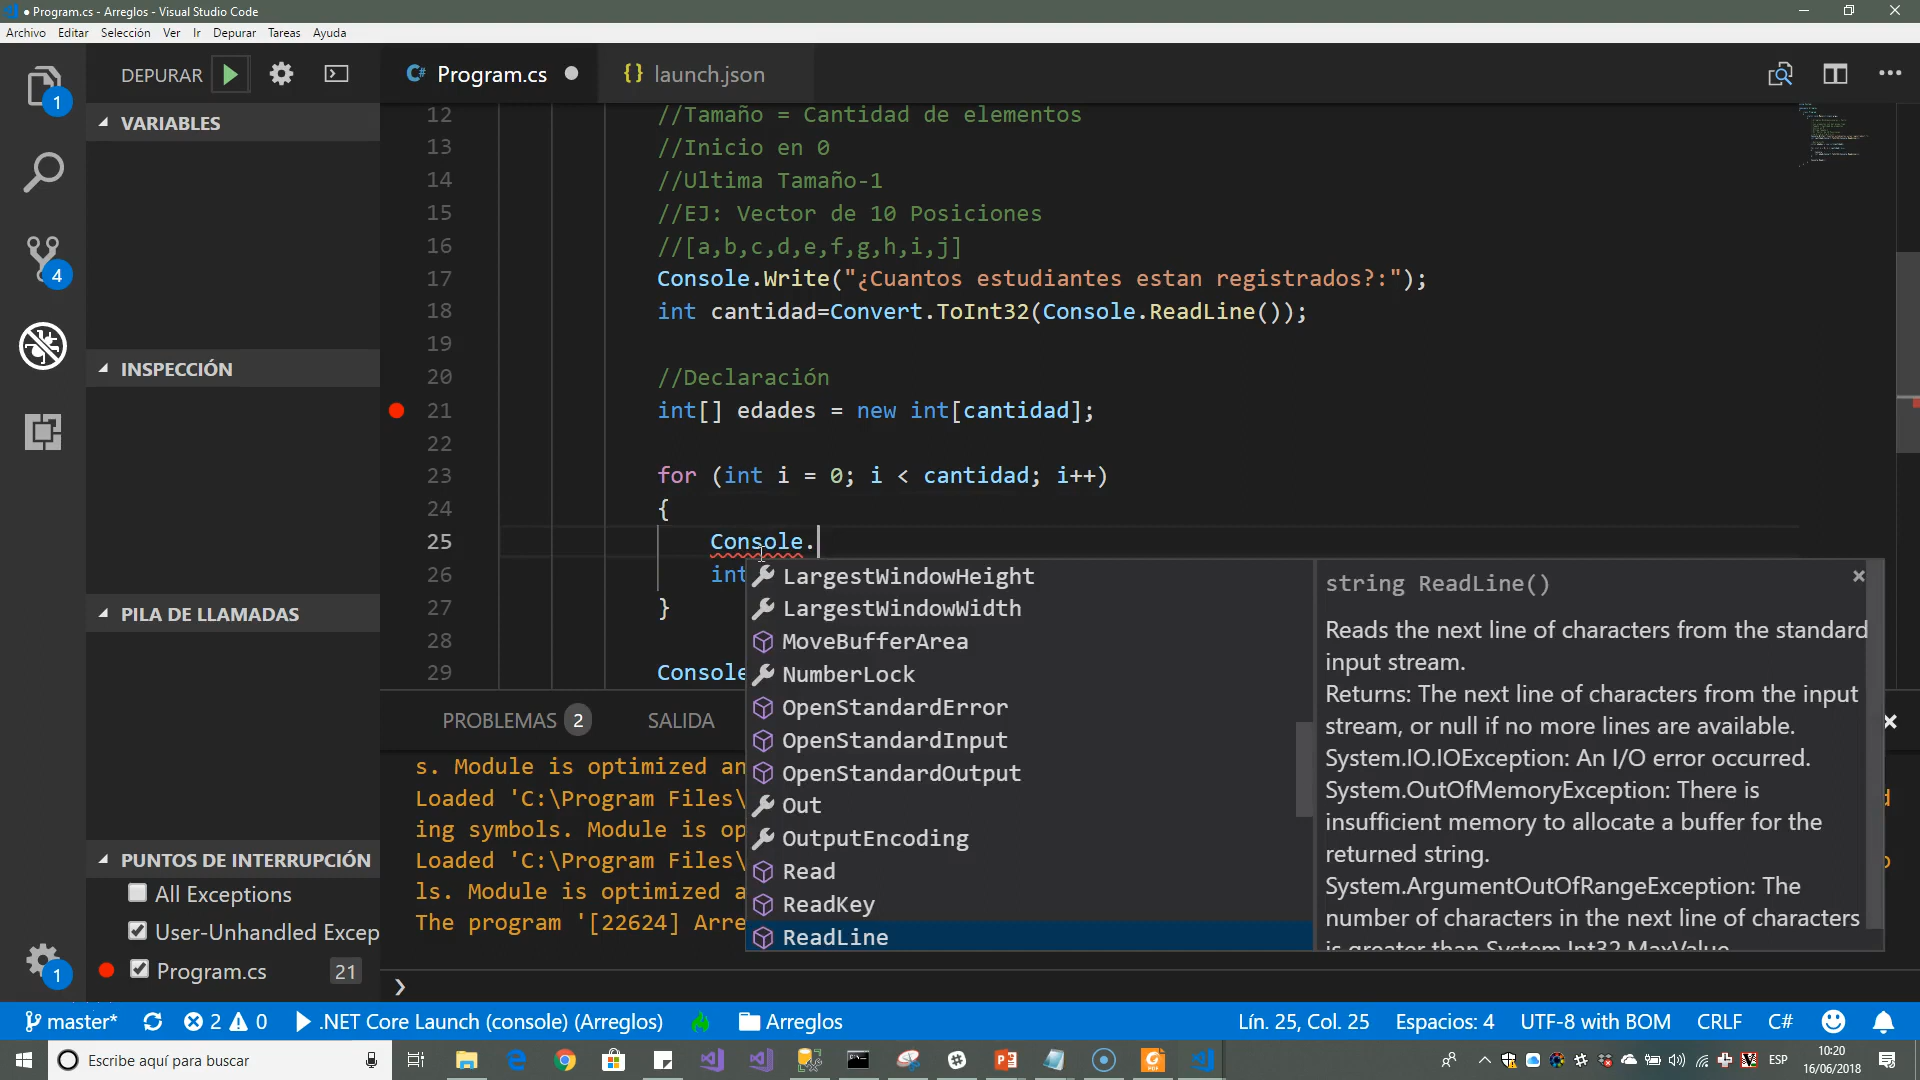 ● Program.cs - Arreglos - Visual Studio Code
Archivo Editar Selección Ver Ir Depurar Tareas Ayuda
DEPURAR
C# Program.cs
{} launch.json
1
4
1
VARIABLES
INSPECCIÓN
PILA DE LLAMADAS
PUNTOS DE INTERRUPCIÓN
All Exceptions
User-Unhandled Excep
Program.cs 21
12 //Tamaño = Cantidad de elementos
13 //Inicio en 0
14 //Ultima Tamaño-1
15 //EJ: Vector de 10 Posiciones
16 //[a,b,c,d,e,f,g,h,i,j]
17 Console.Write("¿Cuantos estudiantes estan registrados?:");
18 int cantidad=Convert.ToInt32(Console.ReadLine());
19
20 //Declaración
21 int[] edades = new int[cantidad];
22
23 for (int i = 0; i < cantidad; i++)
24 {
25 Console.
26 int
27 }
28
29 Console
LargestWindowHeight
LargestWindowWidth
MoveBufferArea
NumberLock
OpenStandardError
OpenStandardInput
OpenStandardOutput
Out
OutputEncoding
Read
ReadKey
ReadLine
string ReadLine()
Reads the next line of characters from the standard
input stream.
Returns: The next line of characters from the input
stream, or null if no more lines are available.
System.IO.IOException: An I/O error occurred.
System.OutOfMemoryException: There is
insufficient memory to allocate a buffer for the
returned string.
System.ArgumentOutOfRangeException: The
number of characters in the next line of characters
is greater than System.Int32.MaxValue
PROBLEMAS 2 SALIDA
s. Module is optimized an
Loaded 'C:\Program Files\
ing symbols. Module is op
Loaded 'C:\Program Files\
ls. Module is optimized a
The program '[22624] Arre
master* 2 0 .NET Core Launch (console) (Arreglos) Arreglos
Lín. 25, Col. 25 Espacios: 4 UTF-8 with BOM CRLF C#
Escribe aquí para buscar
ESP
10:20
16/06/2018